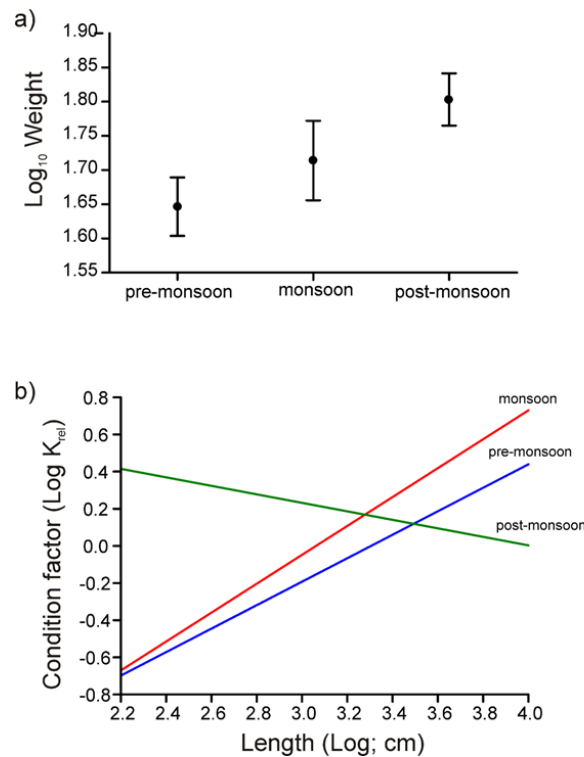 a)
Log₁₀ Weight
1.90
1.85
1.80
1.75
1.70
1.65
1.60
1.55
pre-monsoon monsoon post-monsoon
b)
Condition factor (Log Krel)
0.8
0.6
0.4
0.2
0.0
-0.2
-0.4
-0.6
-0.8
monsoon
pre-monsoon
post-monsoon
2.2 2.4 2.6 2.8 3.0 3.2 3.4 3.6 3.8 4.0
Length (Log; cm)